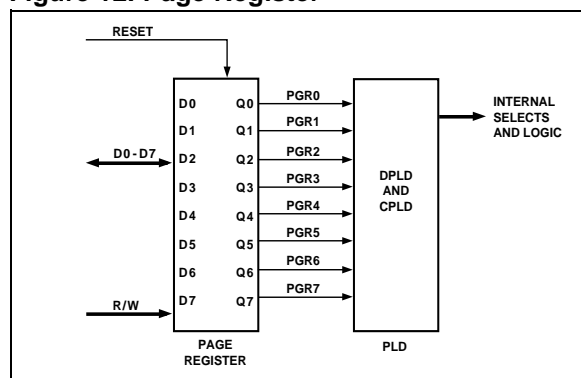 Figure 12. Page Register
RESET
D0 Q0 PGR0
D1 Q1 PGR1
D0-D7 D2 Q2 PGR2
D3 Q3 PGR3
D4 Q4 PGR4
D5 Q5 PGR5
D6 Q6 PGR6
R/W D7 Q7 PGR7
DPLD
AND
CPLD
INTERNAL
SELECTS
AND LOGIC
PAGE
REGISTER
PLD